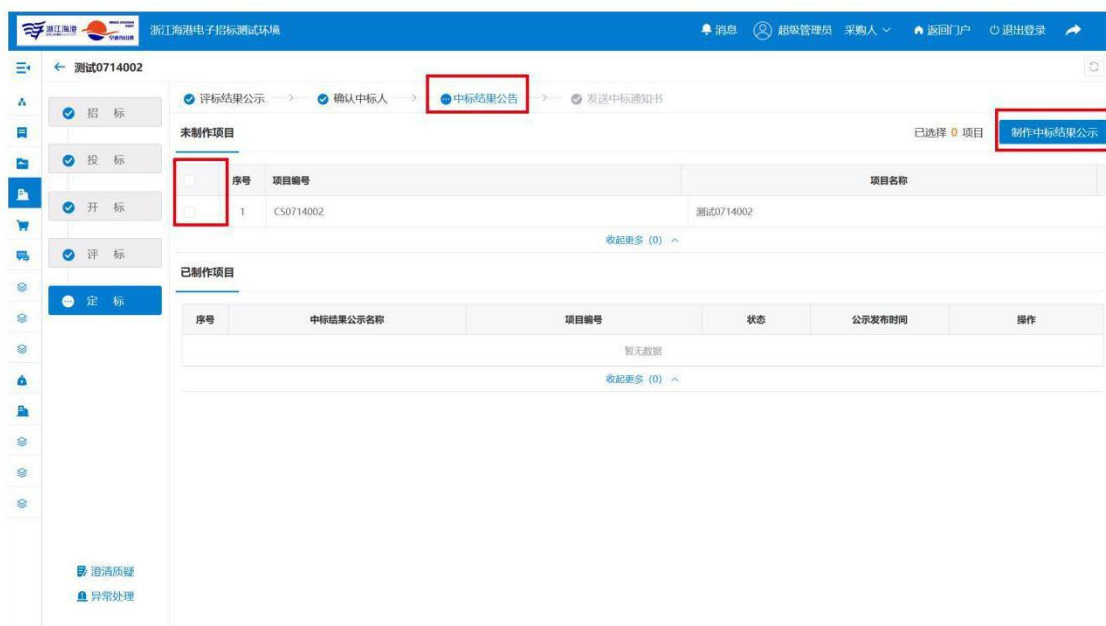 浙江海港 浙江海港电子招标测试环境 消息 超级管理员 采购人 返回门户 退出登录
测试0714002
招 标
投 标
开 标
评 标
定 标
澄清质疑
异常处理
评标结果公示 确认中标人 中标结果公告 发送中标通知书
未制作项目 已选择 0 项目 制作中标结果公示
序号 项目编号 项目名称
1 CS0714002 测试0714002
收起更多 (0)
已制作项目
序号 中标结果公示名称 项目编号 状态 公示发布时间 操作
暂无数据
收起更多 (0)